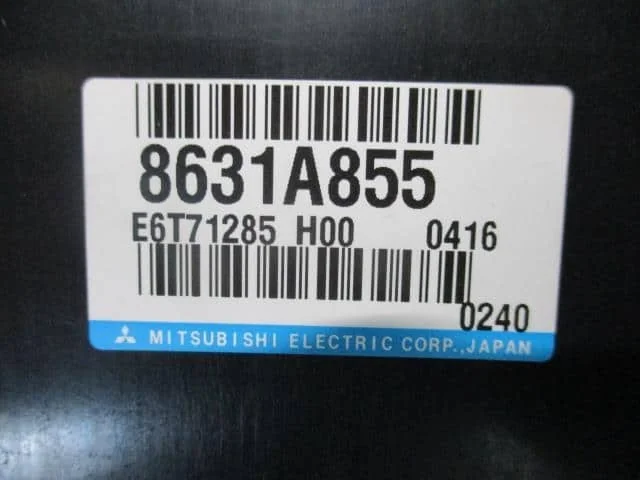 8631A855
E6T71285 H00 0416
0240
MITSUBISHI ELECTRIC CORP.,JAPAN